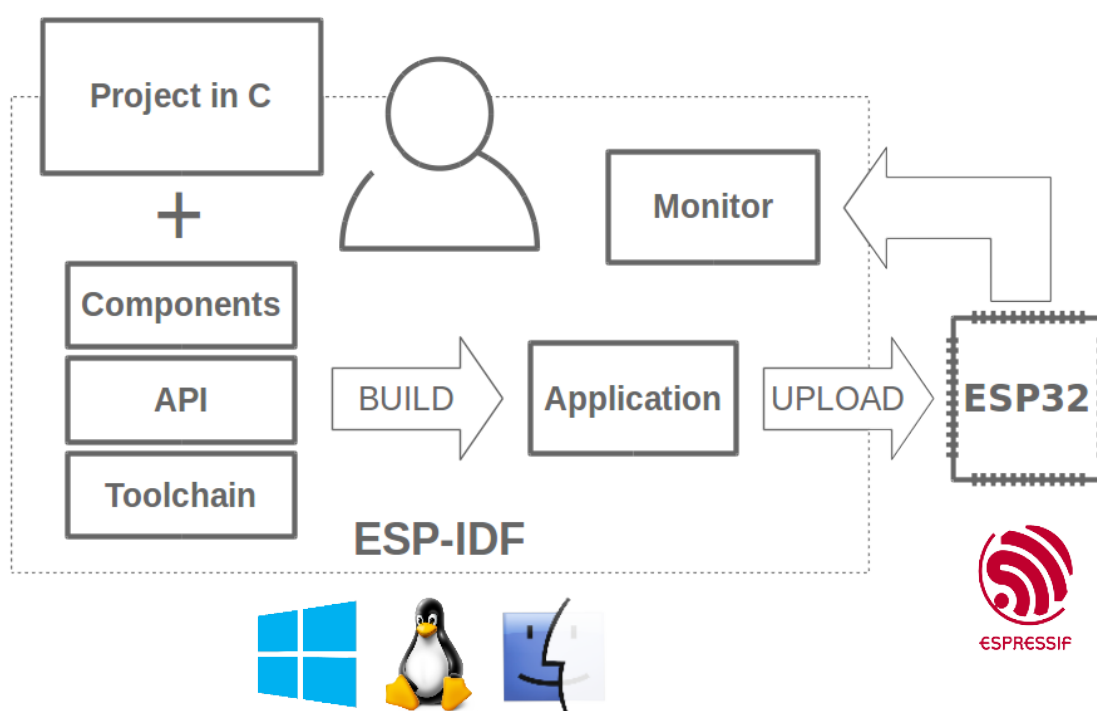 Project in C
+
Components
API
Toolchain
Monitor
BUILD
Application
UPLOAD
ESP32
ESP-IDF
ESPRESSIF